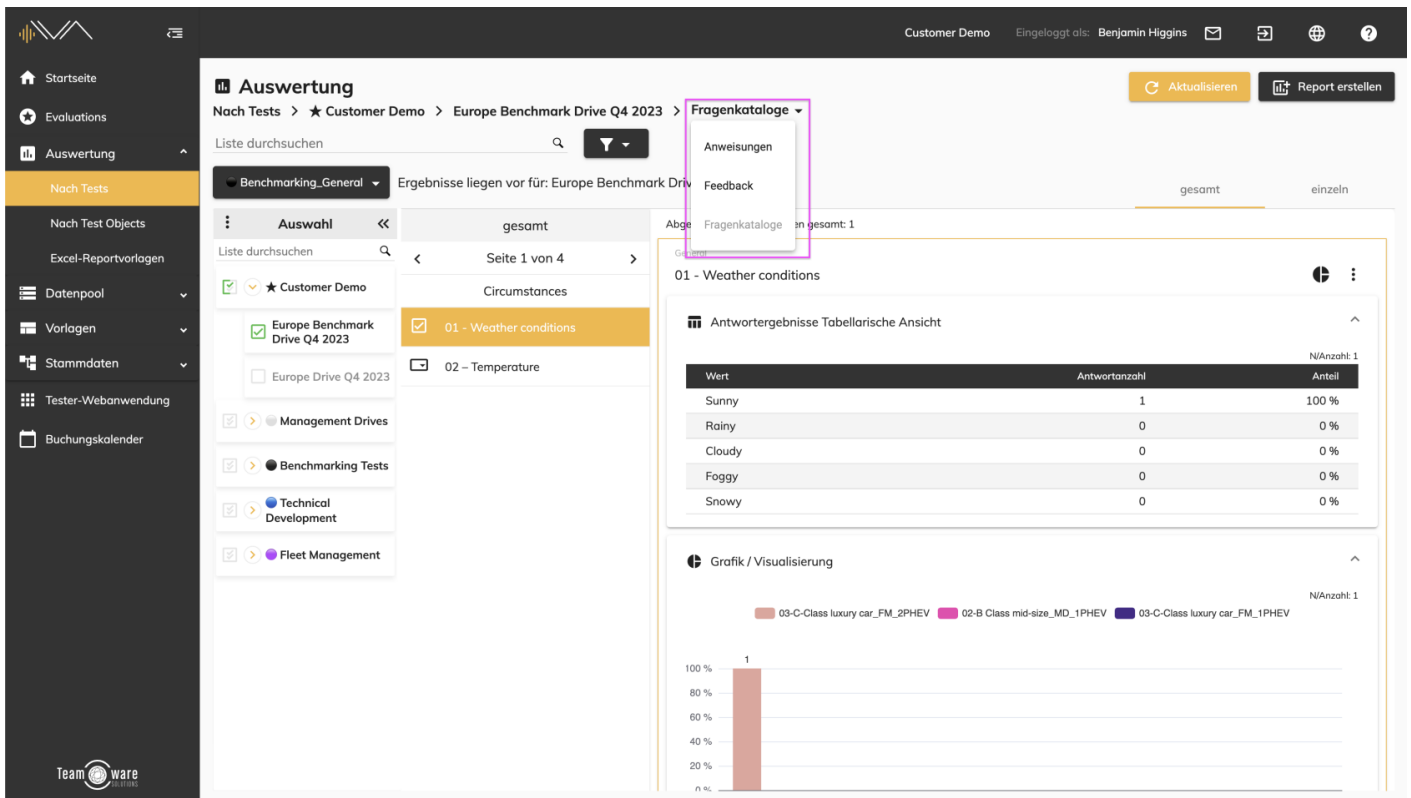 Customer Demo Eingeloggt als: Benjamin Higgins
Startseite
Evaluations
Auswertung
Nach Tests
Nach Test Objects
Excel-Reportvorlagen
Datenpool
Vorlagen
Stammdaten
Tester-Webanwendung
Buchungskalender
Team ware
SOLUTIONS
Auswertung
Aktualisieren
Report erstellen
Nach Tests > ★ Customer Demo > Europe Benchmark Drive Q4 2023 > Fragenkataloge
Anweisungen
Feedback
Fragenkataloge
Liste durchsuchen
Benchmarking_General
Ergebnisse liegen vor für: Europe Benchmark Driv
gesamt einzeln
Auswahl
Liste durchsuchen
★ Customer Demo
Europe Benchmark
Drive Q4 2023
Europe Drive Q4 2023
Management Drives
Benchmarking Tests
Technical
Development
Fleet Management
gesamt
< Seite 1 von 4 >
Circumstances
01 - Weather conditions
02 – Temperature
Abge en gesamt: 1
General
01 - Weather conditions
Antwortergebnisse Tabellarische Ansicht
N/Anzahl: 1
Wert Antwortanzahl Anteil
Sunny 1 100 %
Rainy 0 0 %
Cloudy 0 0 %
Foggy 0 0 %
Snowy 0 0 %
Grafik / Visualisierung
N/Anzahl: 1
03-C-Class luxury car_FM_2PHEV 02-B Class mid-size_MD_1PHEV 03-C-Class luxury car_FM_1PHEV
1
100 %
80 %
60 %
40 %
20 %
0 %